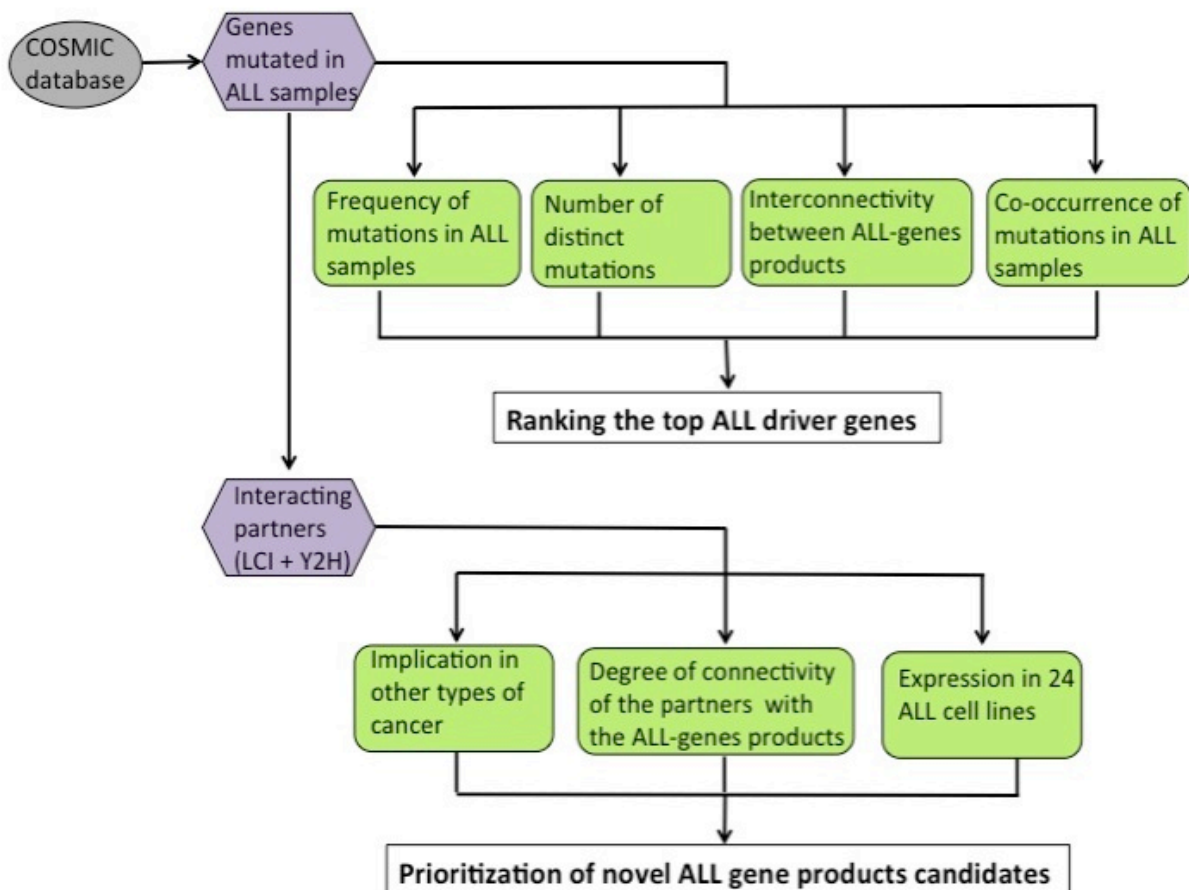 COSMIC
database
Genes
mutated in
ALL samples
Frequency of
mutations in ALL
samples
Number of
distinct
mutations
Interconnectivity
between ALL-genes
products
Co-occurrence of
mutations in ALL
samples
Ranking the top ALL driver genes
Interacting
partners
(LCI + Y2H)
Implication in
other types of
cancer
Degree of connectivity
of the partners with
the ALL-genes products
Expression in 24
ALL cell lines
Prioritization of novel ALL gene products candidates